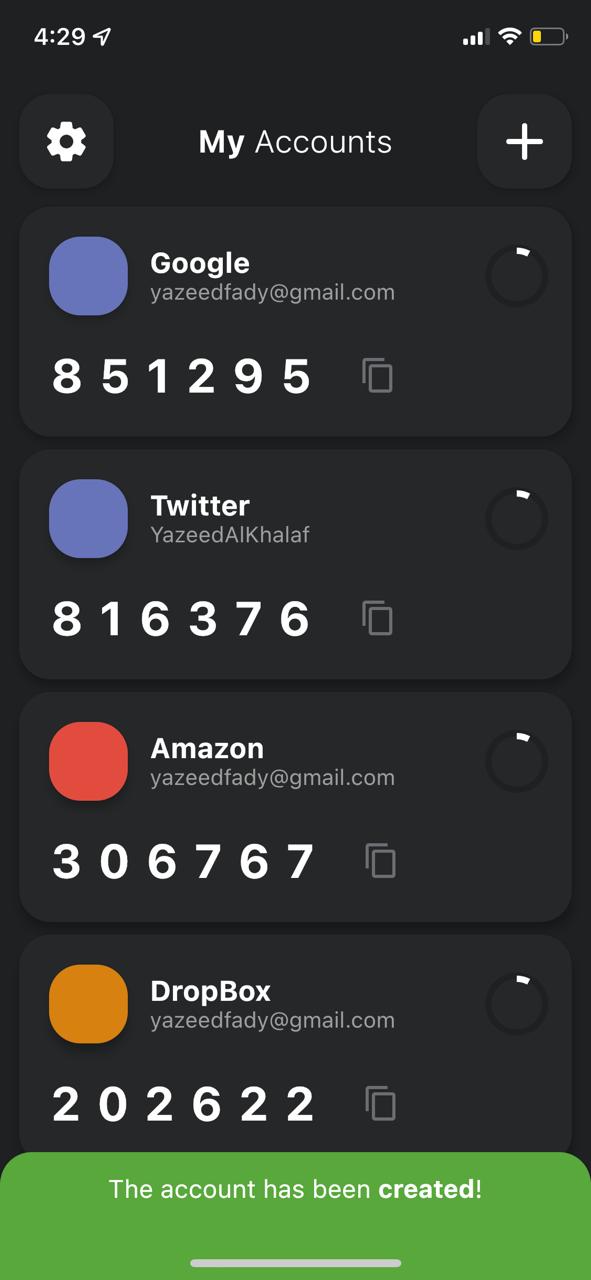 4:29
My Accounts
Google
yazeedfady@gmail.com
8 5 1 2 9 5
Twitter
YazeedAlKhalaf
8 1 6 3 7 6
Amazon
yazeedfady@gmail.com
3 0 6 7 6 7
DropBox
yazeedfady@gmail.com
2 0 2 6 2 2
The account has been created!